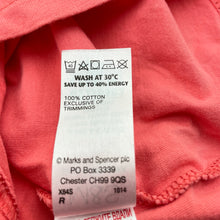 WASH AT 30°C
SAVE UP TO 40% ENERGY
100% COTTON
EXCLUSIVE OF
TRIMMINGS
© Marks and Spencer plc
PO Box 3339
Chester CH99 9QS
X64S 1014
R